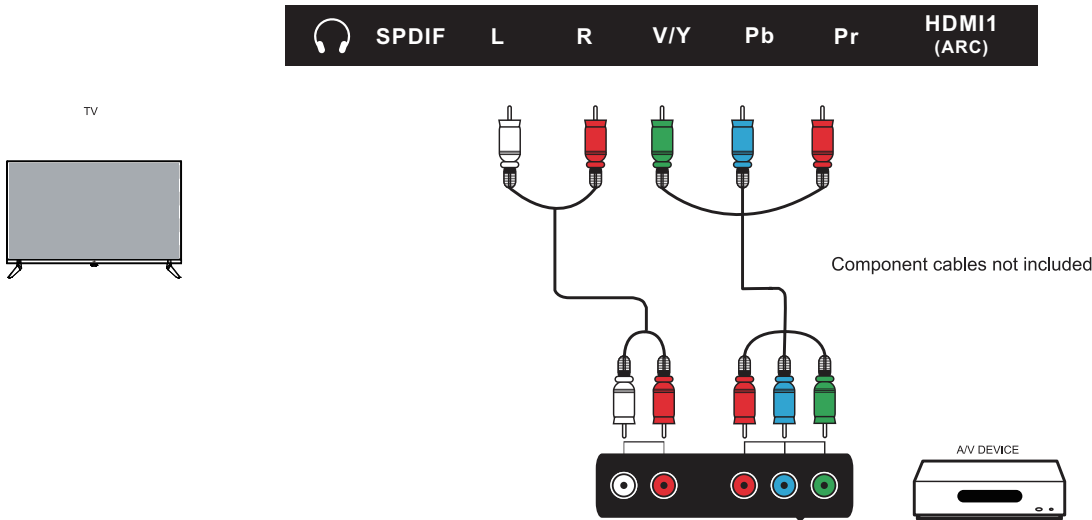 SPDIF L R V/Y Pb Pr HDMI1
(ARC)
TV
Component cables not included
A/V DEVICE